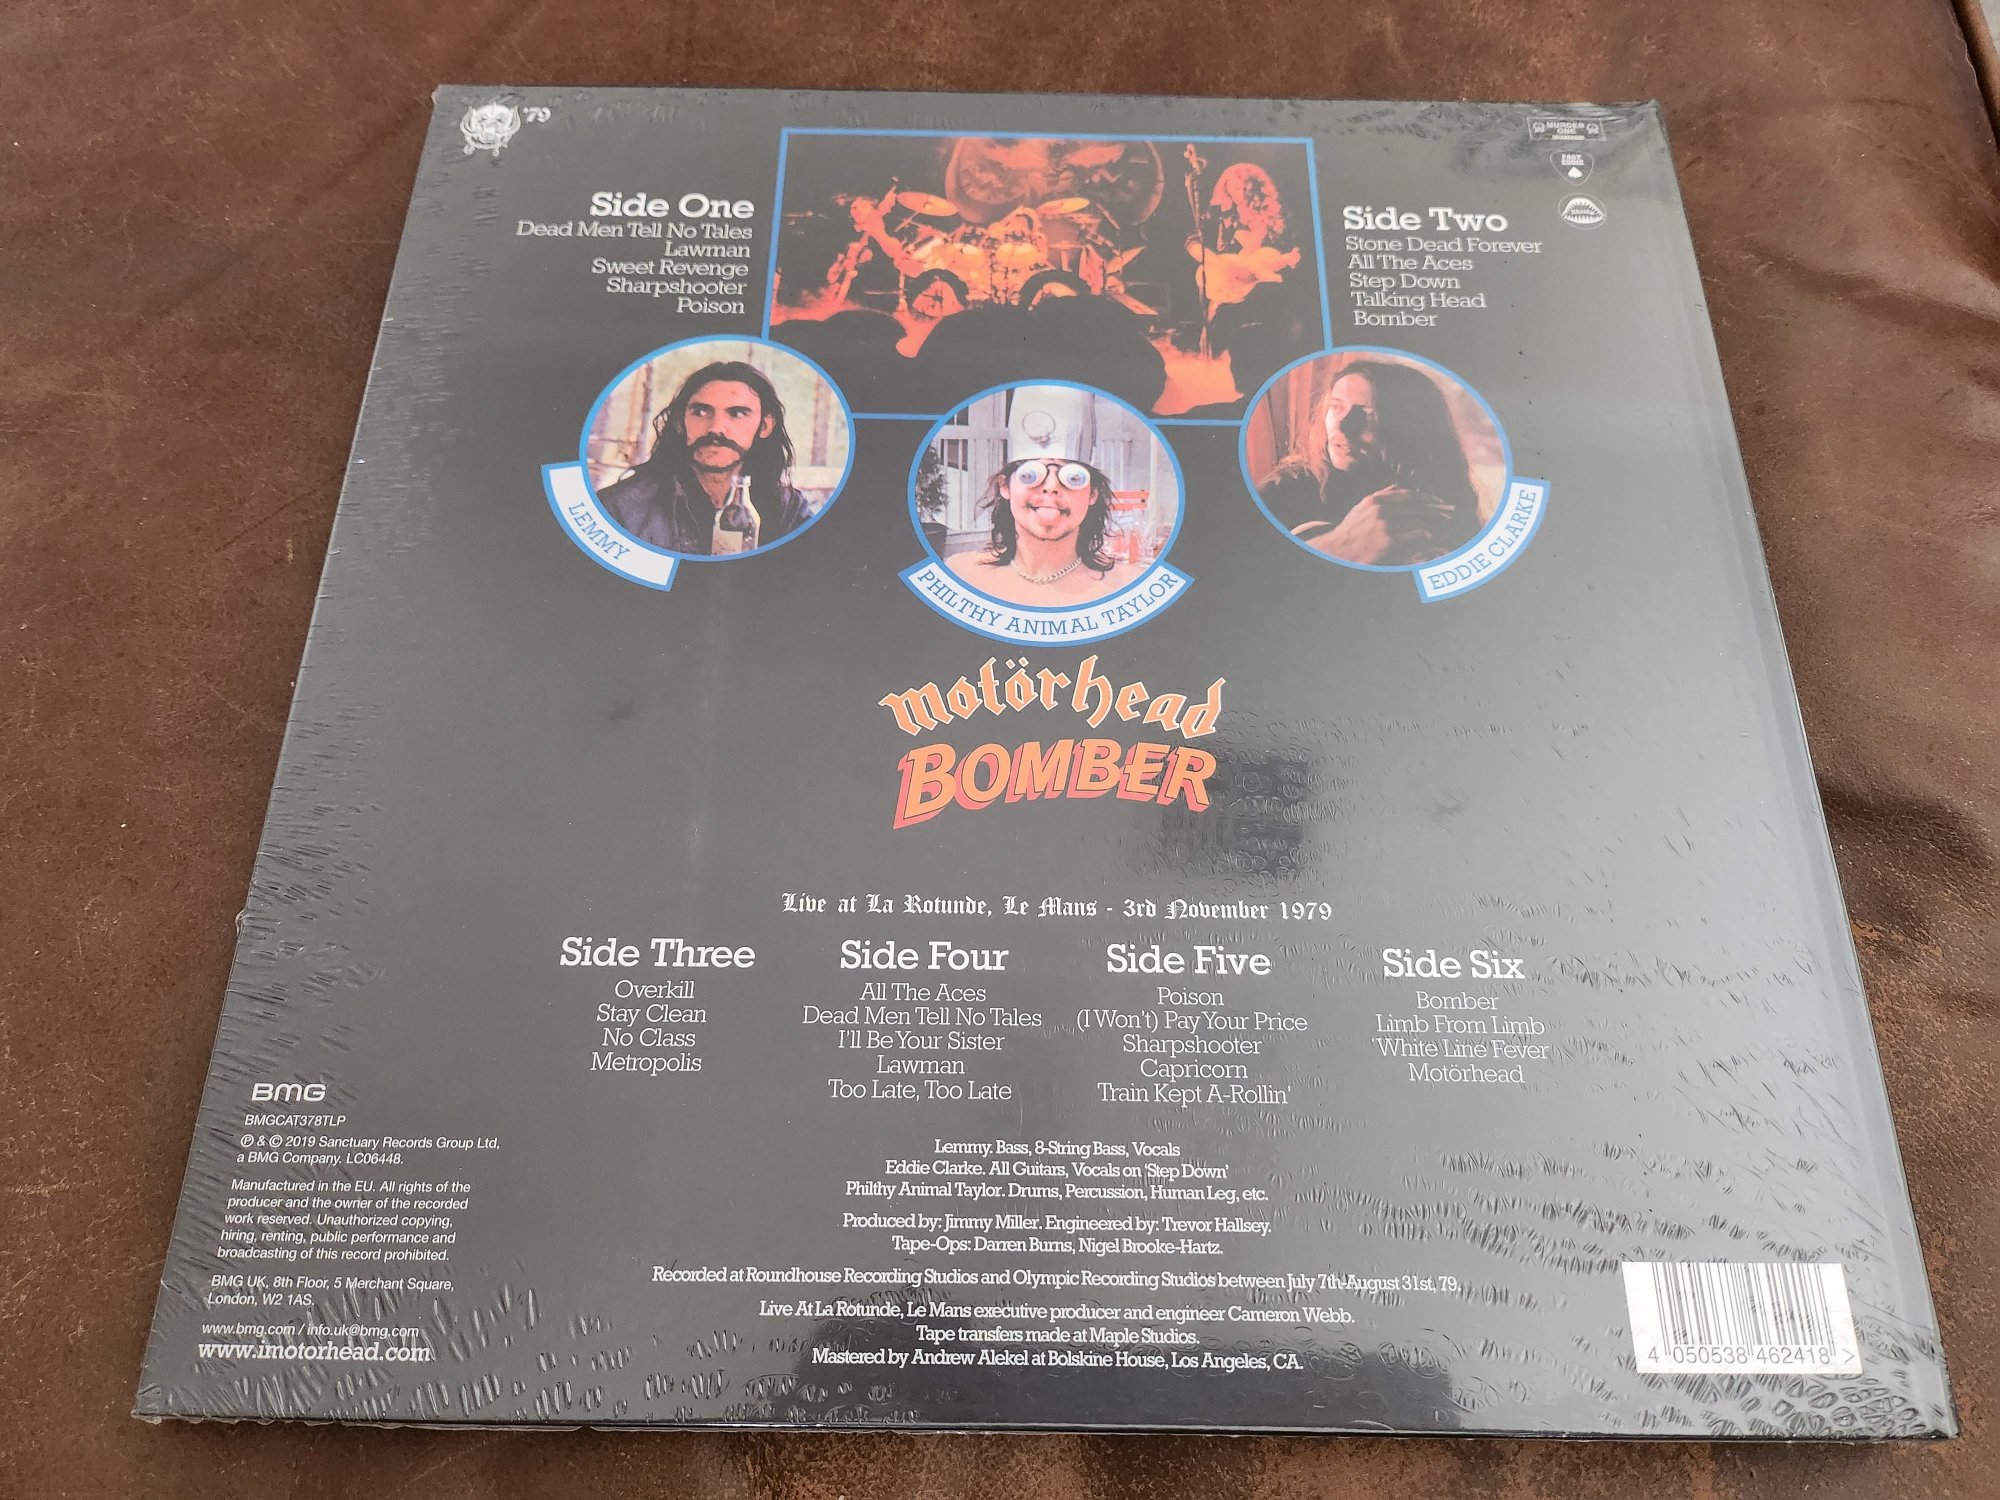 '79
MURDER
ONE
FAST
EDDIE
Side One
Dead Men Tell No Tales
Lawman
Sweet Revenge
Sharpshooter
Poison
Side Two
Stone Dead Forever
All The Aces
Step Down
Talking Head
Bomber
LEMMY
PHILTHY ANIMAL TAYLOR
EDDIE CLARKE
motörhead
BOMBER
Live at La Rotunde, Le Mans - 3rd November 1979
Side Three
Overkill
Stay Clean
No Class
Metropolis
Side Four
All The Aces
Dead Men Tell No Tales
I'll Be Your Sister
Lawman
Too Late, Too Late
Side Five
Poison
(I Won't) Pay Your Price
Sharpshooter
Capricorn
'Train Kept A-Rollin'
Side Six
Bomber
Limb From Limb
'White Line Fever
Motörhead
BMG
BMGCAT378TLP
℗ & © 2019 Sanctuary Records Group Ltd,
a BMG Company. LC06448.
Manufactured in the EU. All rights of the
producer and the owner of the recorded
work reserved. Unauthorized copying,
hiring, renting, public performance and
broadcasting of this record prohibited.
BMG UK, 8th Floor, 5 Merchant Square,
London, W2 1AS.
www.bmg.com / info.uk@bmg.com
www.imotorhead.com
Lemmy. Bass, 8-String Bass, Vocals
Eddie Clarke. All Guitars, Vocals on 'Step Down'
Philthy Animal Taylor. Drums, Percussion, Human Leg, etc.
Produced by: Jimmy Miller. Engineered by: Trevor Hallsey.
Tape-Ops: Darren Burns, Nigel Brooke-Hartz.
Recorded at Roundhouse Recording Studios and Olympic Recording Studios between July 7th-August 31st, 79.
Live At La Rotunde, Le Mans executive producer and engineer Cameron Webb.
Tape transfers made at Maple Studios.
Mastered by Andrew Alekel at Bolskine House, Los Angeles, CA.
4 050538 462418 >